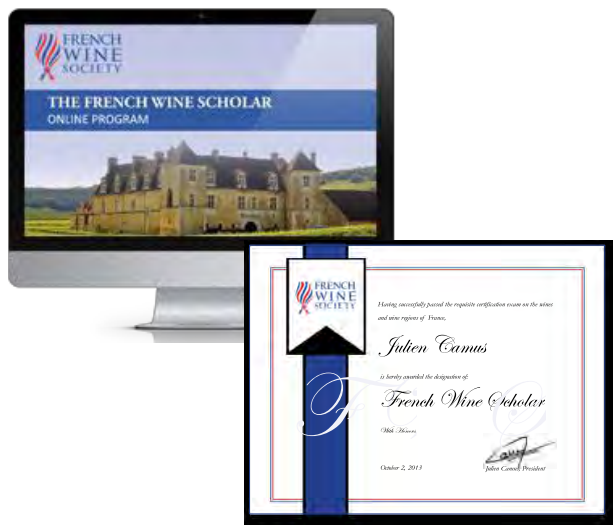 FRENCH
WINE
SOCIETY
THE FRENCH WINE SCHOLAR
ONLINE PROGRAM
FRENCH
WINE
SOCIETY
Having successfully passed the requisite certification exam on the wines
and wine regions of France,
Julien Camus
is hereby awarded the designation of:
French Wine Scholar
With Honors
October 2, 2013
Julien Camus, President